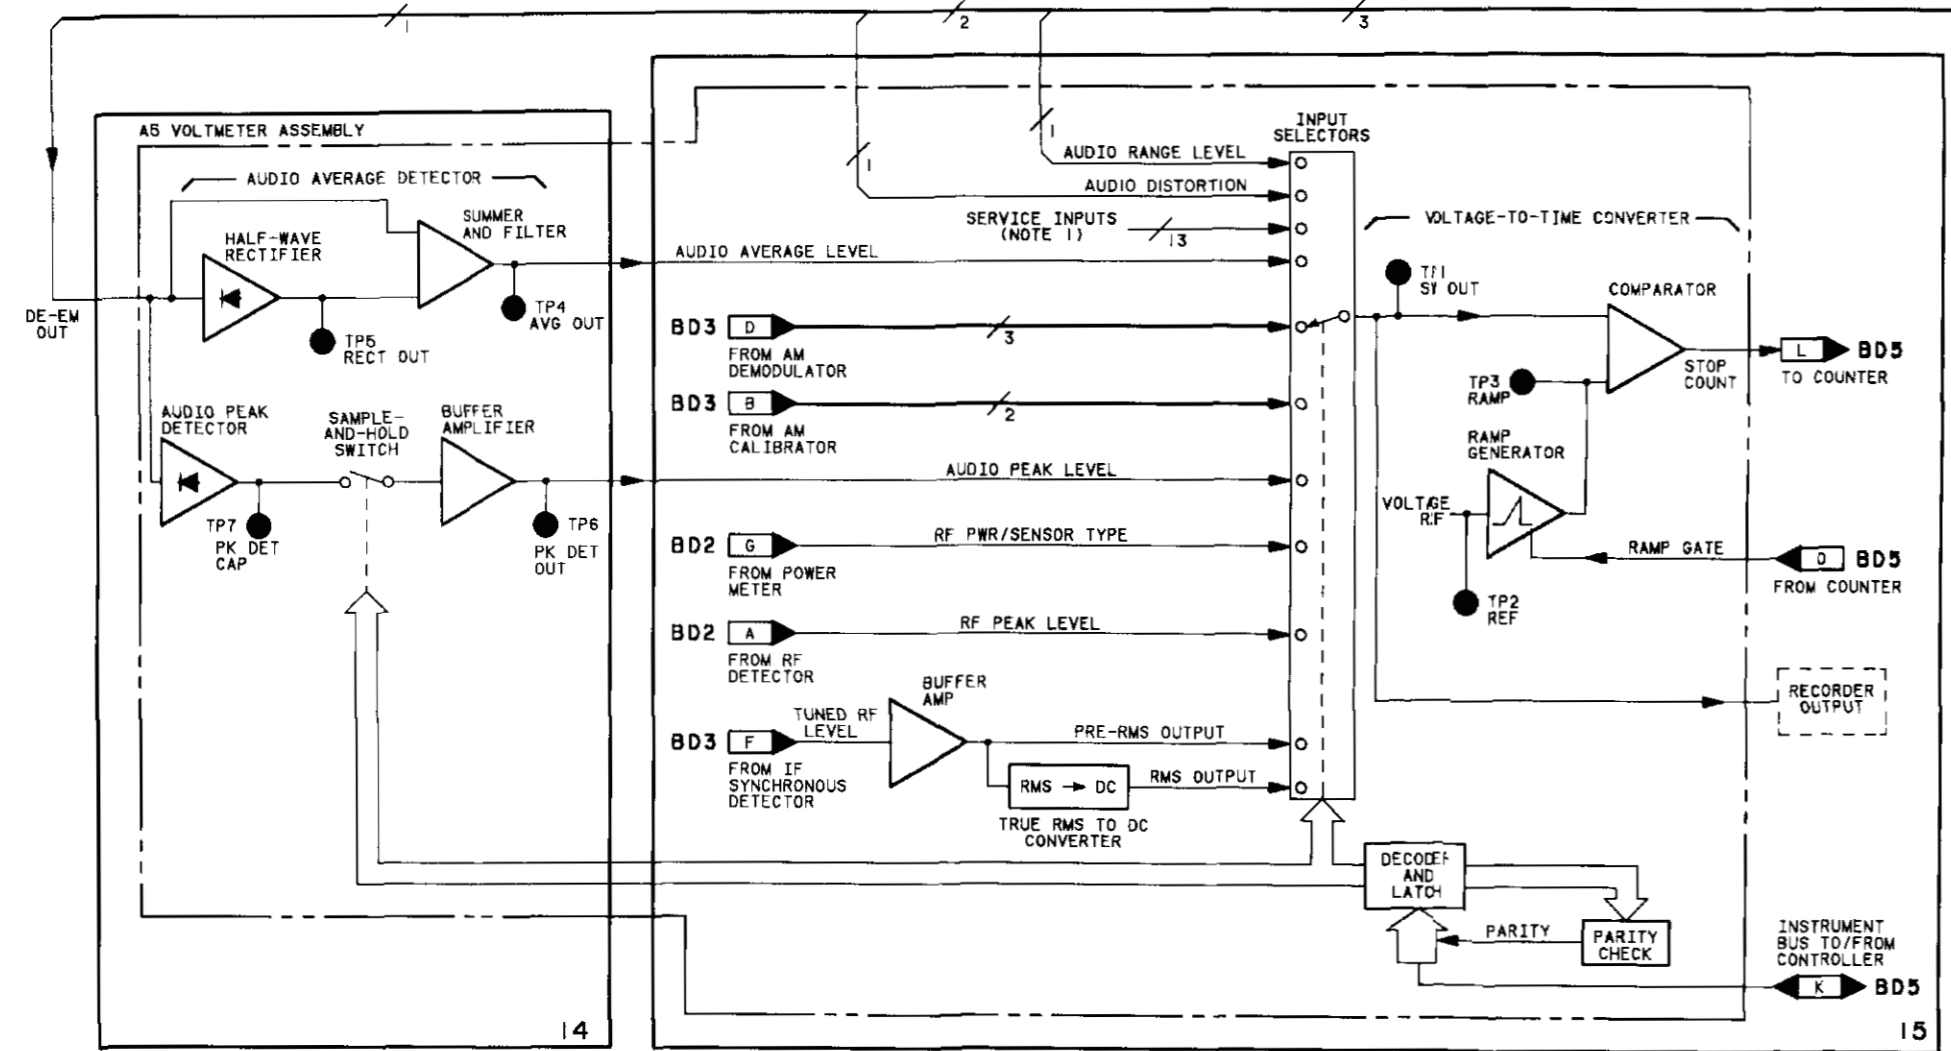 1
2
3
A5 VOLTMETER ASSEMBLY
AUDIO AVERAGE DETECTOR
HALF-WAVE
RECTIFIER
SUMMER
AND FILTER
DE-EM
OUT
TP5
RECT OUT
TP4
AVG OUT
AUDIO PEAK
DETECTOR
SAMPLE-
AND-HOLD
SWITCH
BUFFER
AMPLIFIER
TP7
PK DET
CAP
TP6
PK DET
OUT
14
1
1
INPUT
SELECTORS
AUDIO RANGE LEVEL
AUDIO DISTORTION
SERVICE INPUTS
(NOTE 1)
13
AUDIO AVERAGE LEVEL
BD3 D
3
FROM AM
DEMODULATOR
BD3 B
2
FROM AM
CALIBRATOR
AUDIO PEAK LEVEL
BD2 G
RF PWR/SENSOR TYPE
FROM POWER
METER
BD2 A
RF PEAK LEVEL
FROM RF
DETECTOR
BUFFER
AMP
TUNED RF
LEVEL
BD3 F
PRE-RMS OUTPUT
FROM IF
SYNCHRONOUS
DETECTOR
RMS → DC
RMS OUTPUT
TRUE RMS TO DC
CONVERTER
VOLTAGE-TO-TIME CONVERTER
OUT
COMPARATOR
L BD5
STOP
COUNT
TO COUNTER
TP3
RAMP
RAMP
GENERATOR
VOLTAGE
RAMP GATE
BD5
FROM COUNTER
TP2
REF
RECORDER
OUTPUT
DECODER
AND
LATCH
PARITY
PARITY
CHECK
INSTRUMENT
BUS TO/FROM
CONTROLLER
K BD5
15